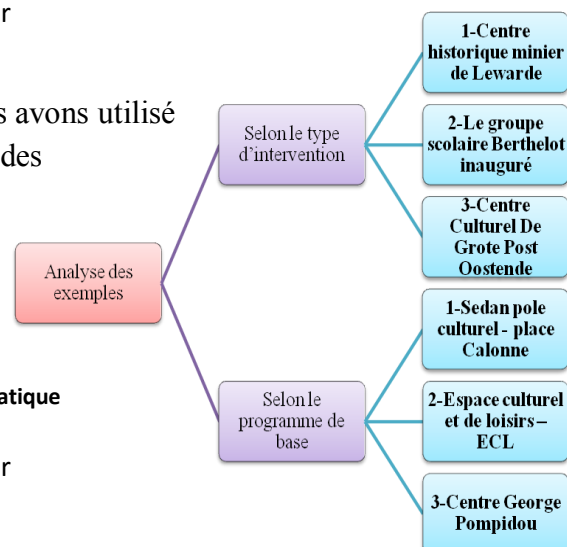 r
s avons utilisé
des
atique
r
Analyse des
exemples
Selon le type
d'intervention
1-Centre
historique minier
de Lewarde
2-Le groupe
scolaire Berthelot
inauguré
3-Centre
Culturel De
Grote Post
Oostende
Selon le
programme de
base
1-Sedan pole
culturel - place
Calonne
2-Espace culturel
et de loisirs –
ECL
3-Centre George
Pompidou